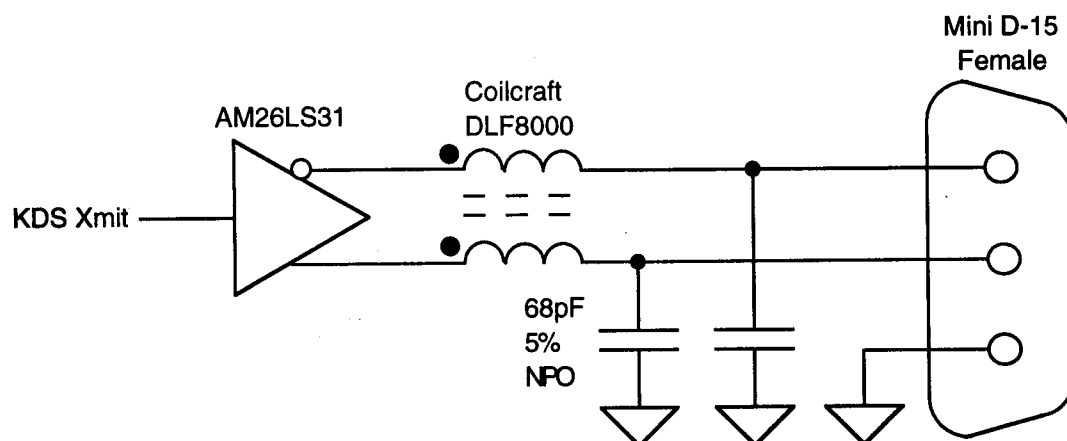 Mini D-15
Female
Coilcraft
DLF8000
AM26LS31
KDS Xmit
68pF
5%
NPO